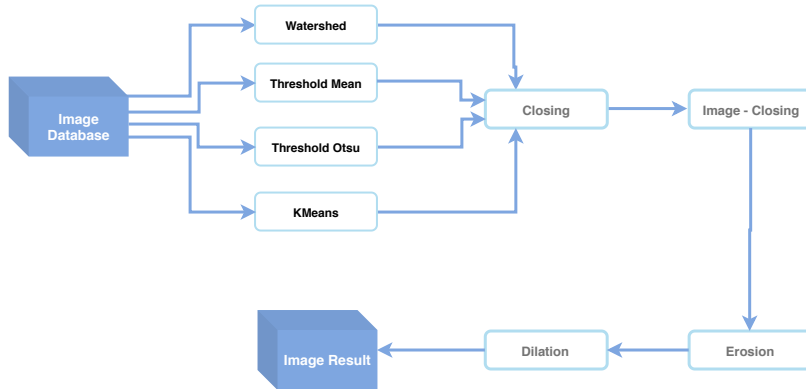 Image
Database
Watershed
Threshold Mean
Threshold Otsu
KMeans
Closing
Image - Closing
Erosion
Dilation
Image Result